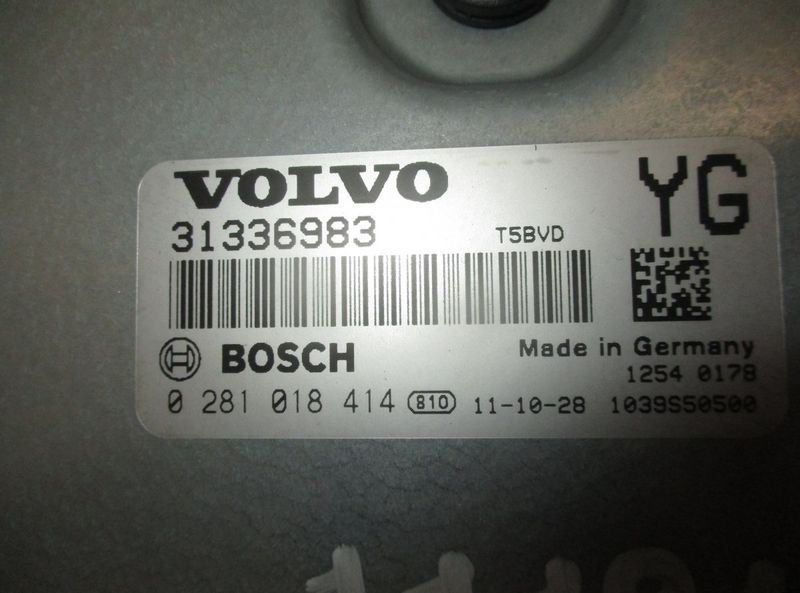 VOLVO
YG
31336983
T5BVD
BOSCH
Made in Germany
1254 0178
0 281 018 414 810 11-10-28 1039S50500